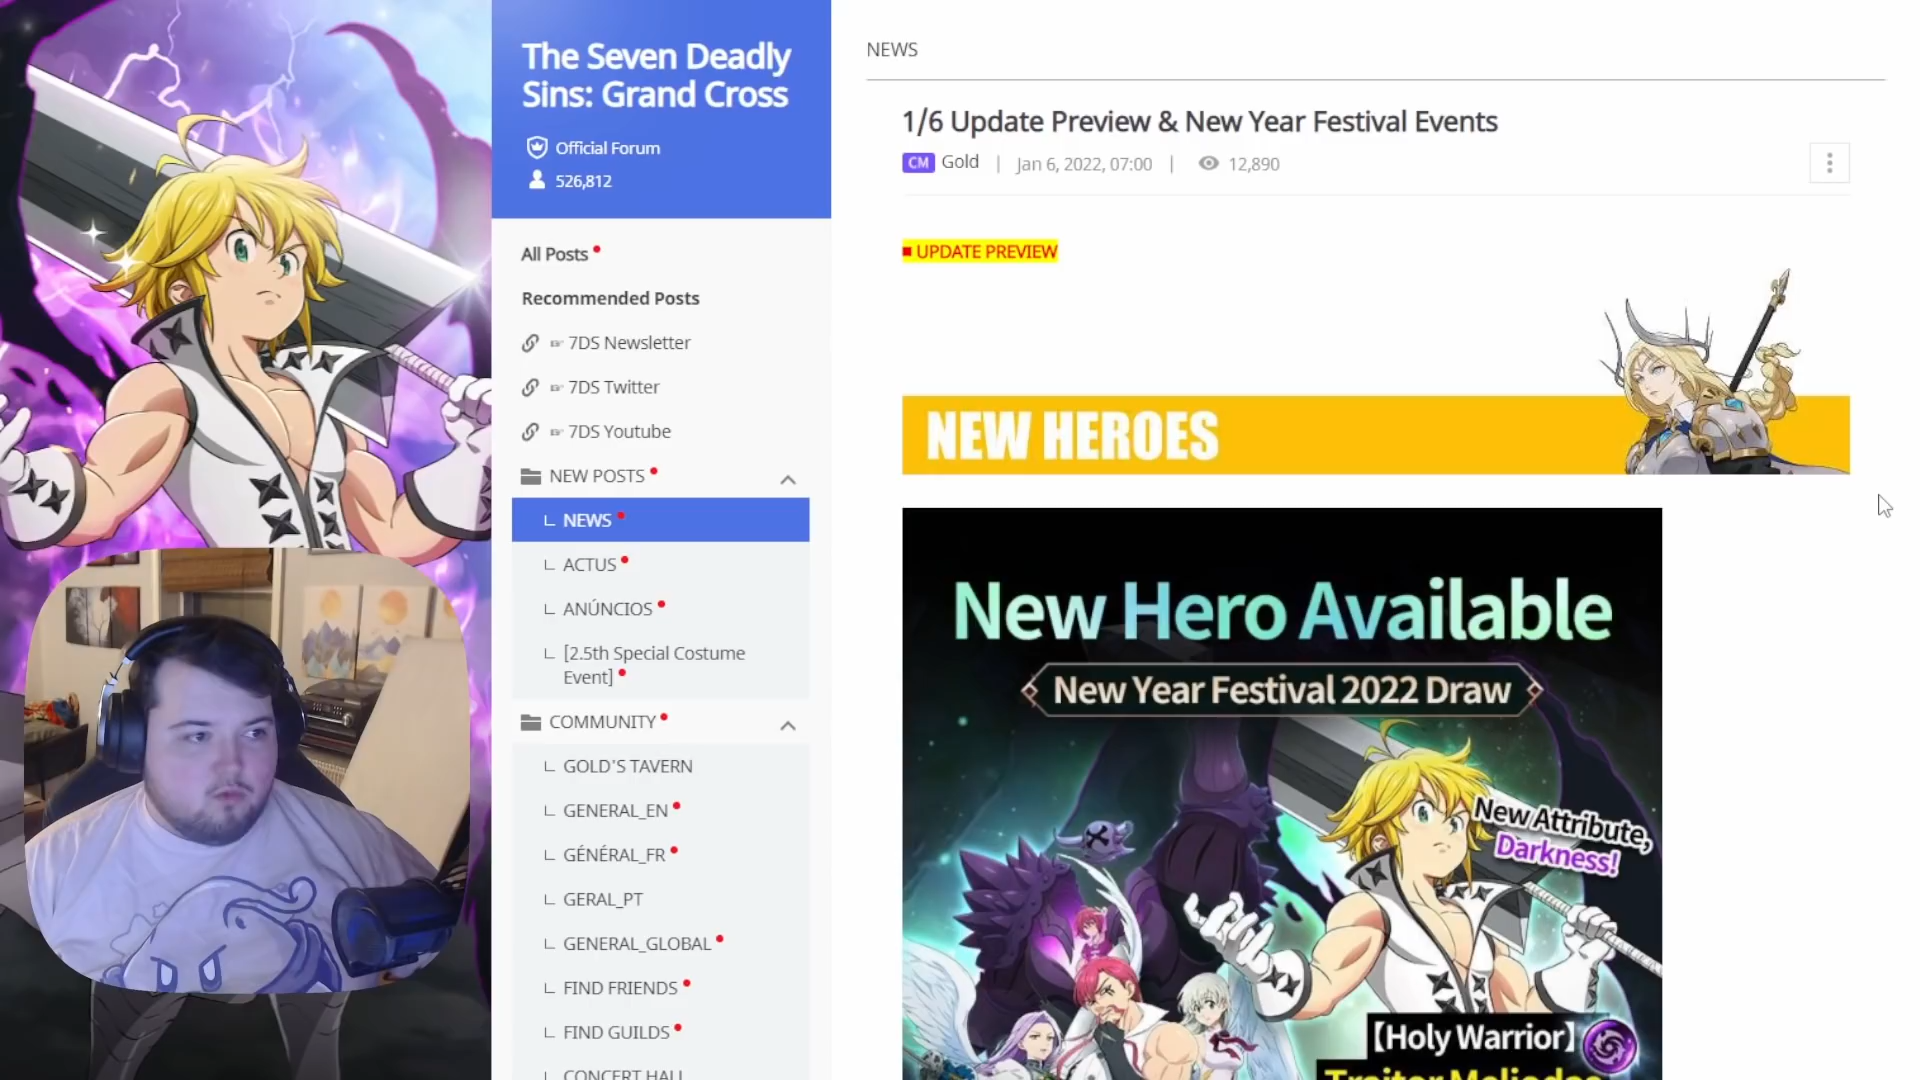 The Seven Deadly
Sins: Grand Cross
Official Forum
526,812
All Posts
Recommended Posts
☞ 7DS Newsletter
☞ 7DS Twitter
☞ 7DS Youtube
NEW POSTS
NEWS
ACTUS
ANÚNCIOS
[2.5th Special Costume
Event]
COMMUNITY
GOLD'S TAVERN
GENERAL_EN
GÉNÉRAL_FR
GERAL_PT
GENERAL_GLOBAL
FIND FRIENDS
FIND GUILDS
CONCERT HALL
NEWS
1/6 Update Preview & New Year Festival Events
CM Gold | Jan 6, 2022, 07:00 | 12,890
■ UPDATE PREVIEW
NEW HEROES
New Hero Available
New Year Festival 2022 Draw
New Attribute,
Darkness!
【Holy Warrior】
Traitor Meliodas